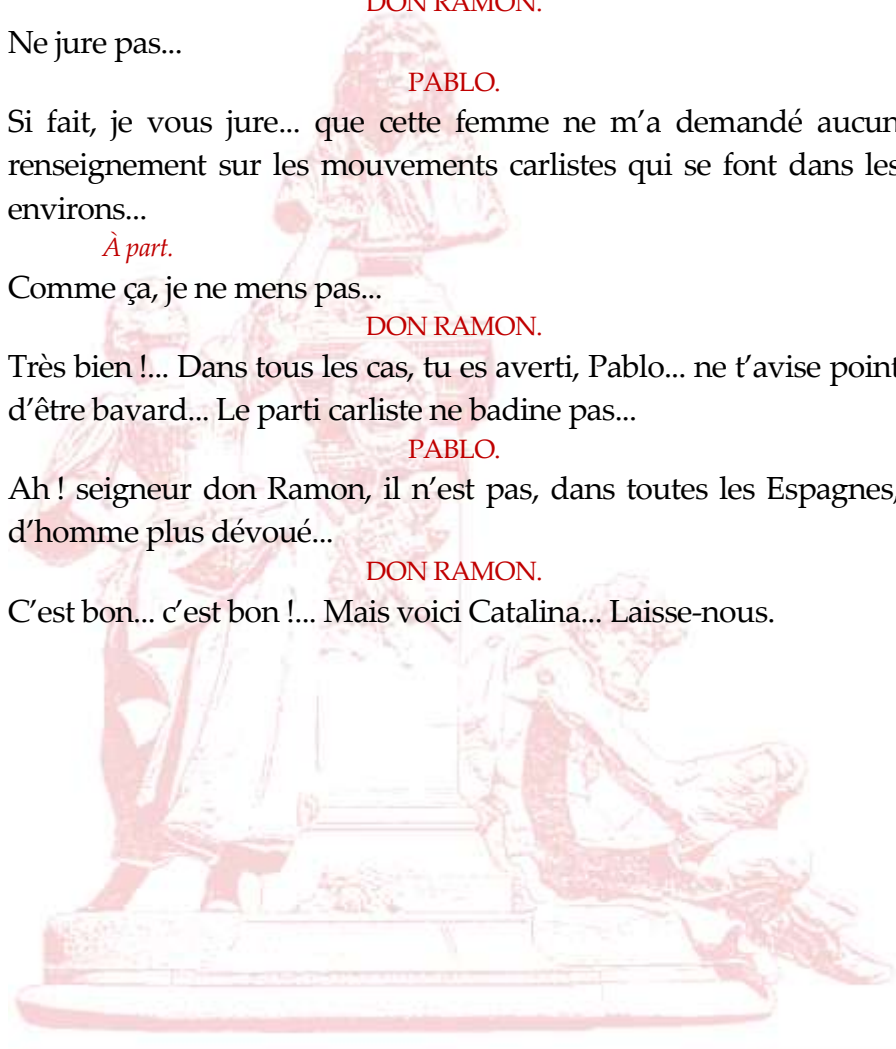 DON RAMON.
Ne jure pas...
PABLO.
Si fait, je vous jure... que cette femme ne m’a demandé aucun
renseignement sur les mouvements carlistes qui se font dans les
environs...
À part.
Comme ça, je ne mens pas...
DON RAMON.
Très bien !... Dans tous les cas, tu es averti, Pablo... ne t’avise point
d’être bavard... Le parti carliste ne badine pas...
PABLO.
Ah ! seigneur don Ramon, il n’est pas, dans toutes les Espagnes,
d’homme plus dévoué...
DON RAMON.
C’est bon... c’est bon !... Mais voici Catalina... Laisse-nous.